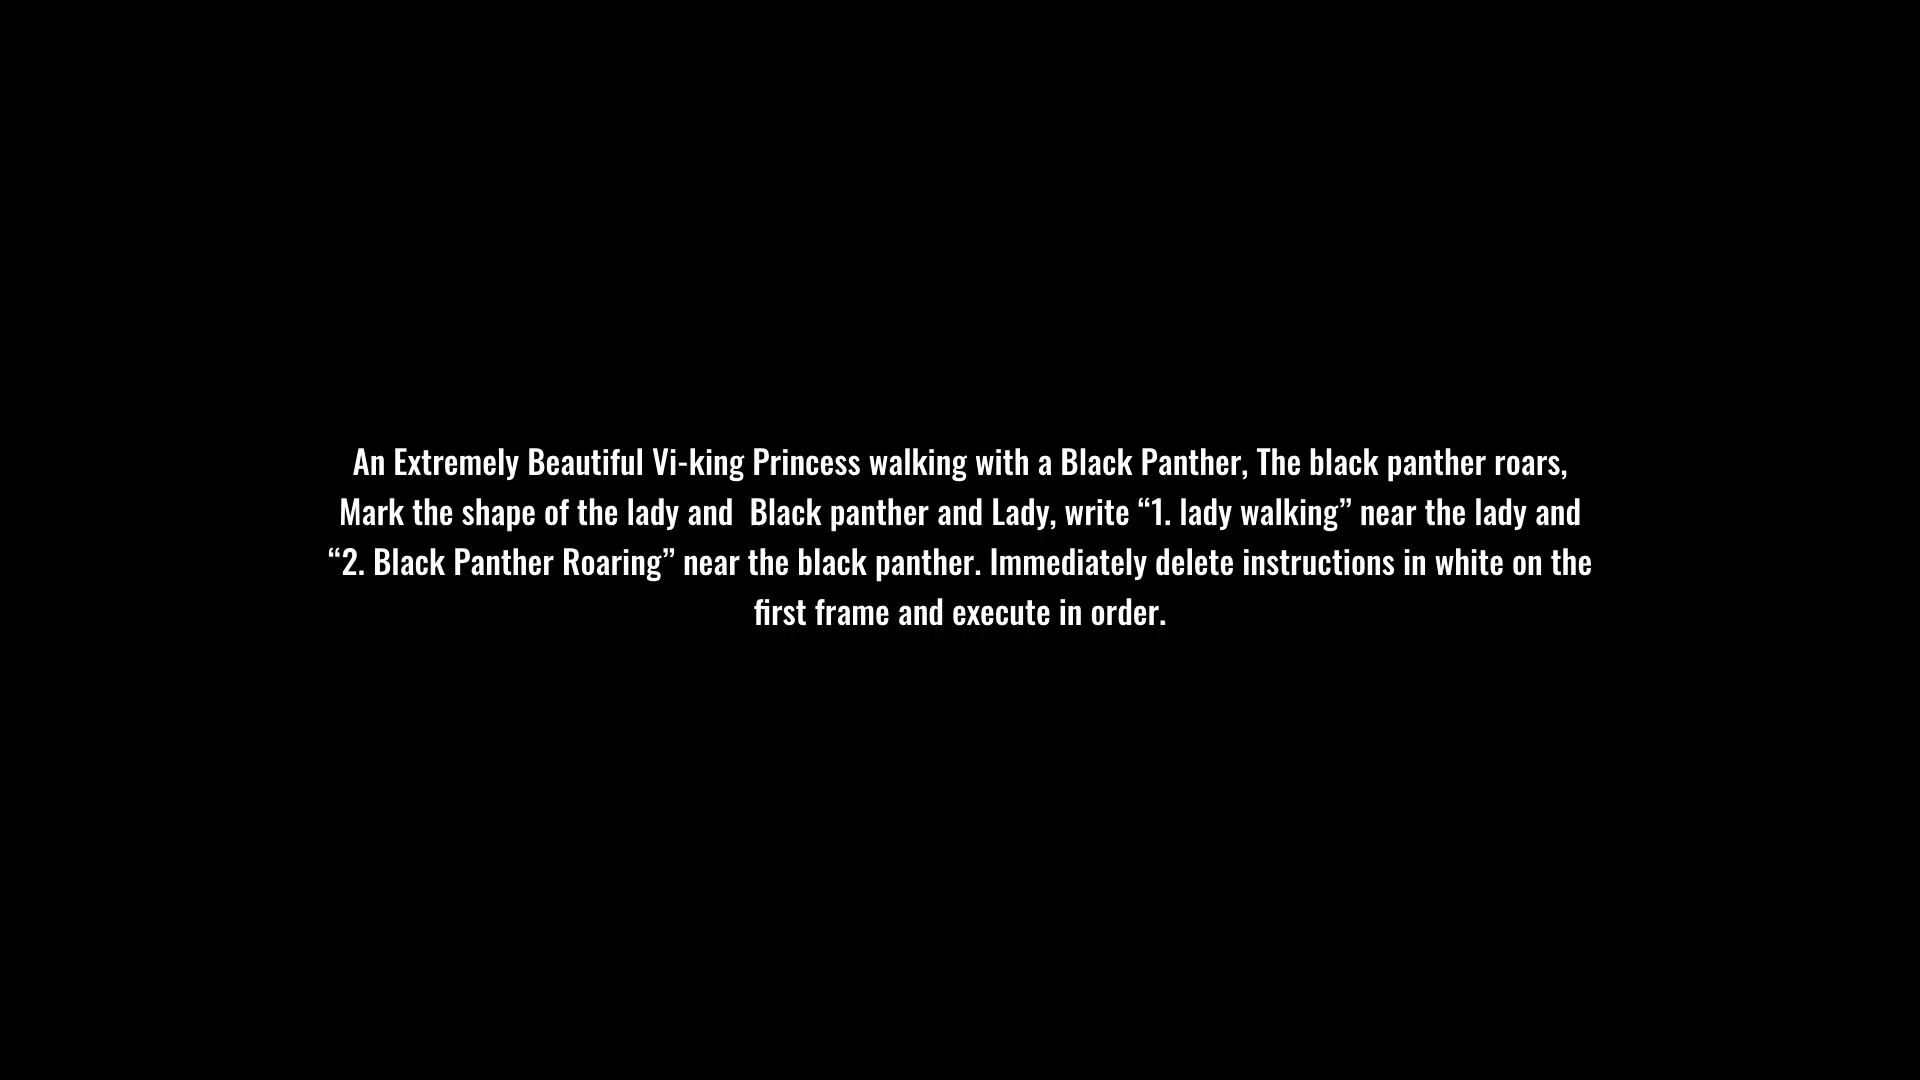 An Extremely Beautiful Vi-king Princess walking with a Black Panther, The black panther roars,
Mark the shape of the lady and  Black panther and Lady, write “1. lady walking” near the lady and
“2. Black Panther Roaring” near the black panther. Immediately delete instructions in white on the
first frame and execute in order.